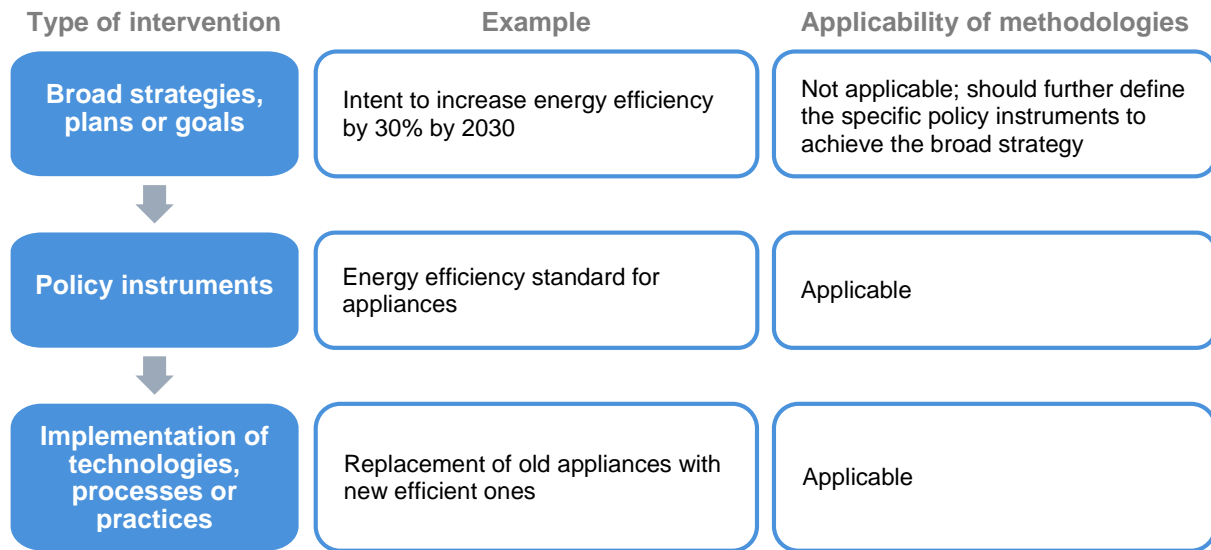 Type of intervention
Example
Applicability of methodologies
Broad strategies,
plans or goals
Intent to increase energy efficiency
by 30% by 2030
Not applicable; should further define
the specific policy instruments to
achieve the broad strategy
Policy instruments
Energy efficiency standard for
appliances
Applicable
Implementation of
technologies,
processes or
practices
Replacement of old appliances with
new efficient ones
Applicable